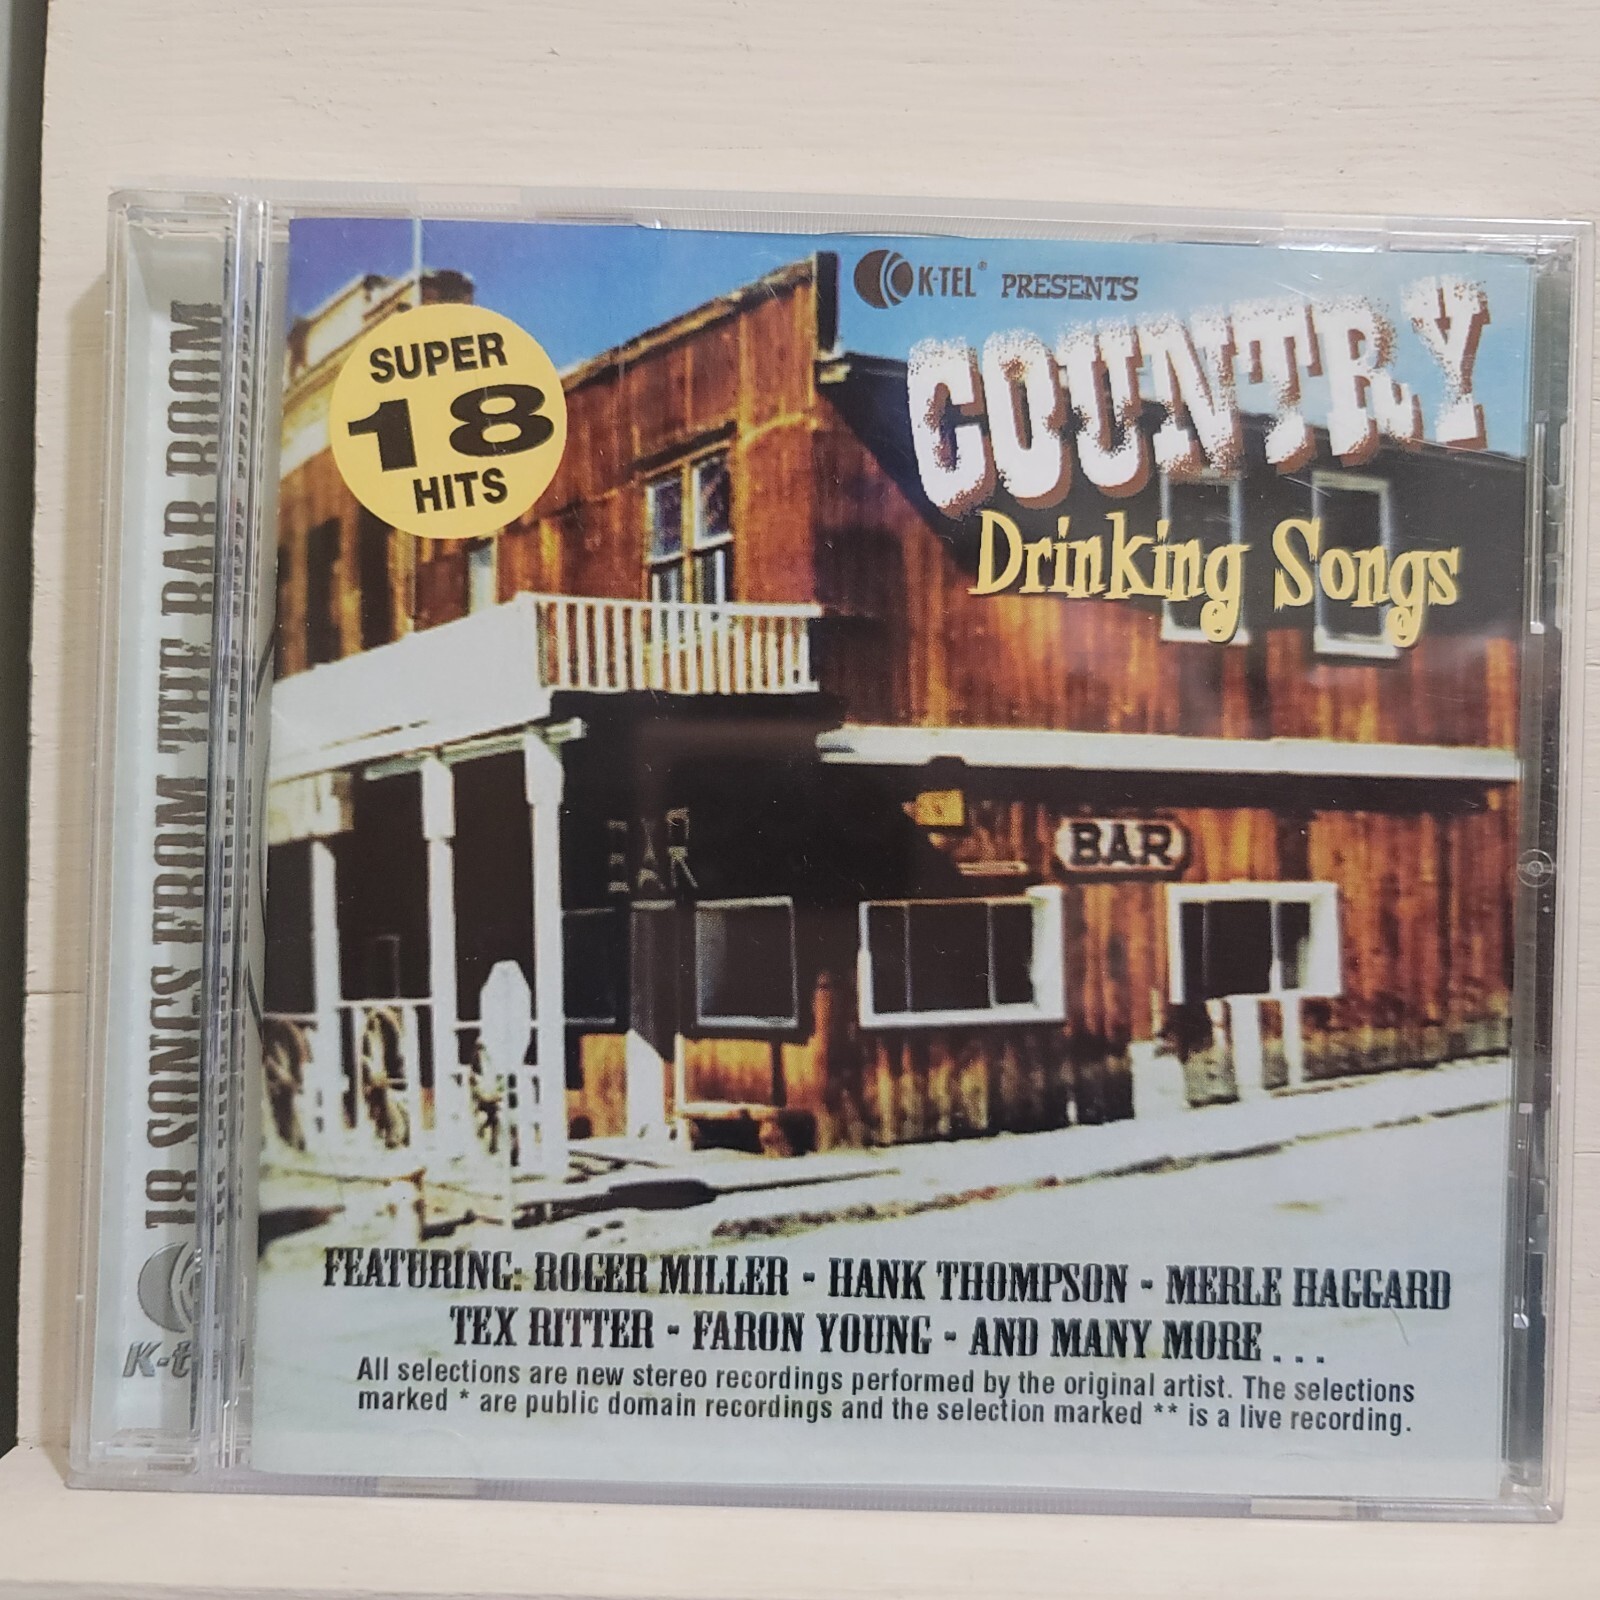 K-TEL® PRESENTS
COUNTRY
Drinking Songs
SUPER
18
HITS
BAR
BAR
FEATURING: ROGER MILLER - HANK THOMPSON - MERLE HAGGARD
TEX RITTER - FARON YOUNG - AND MANY MORE . . .
All selections are new stereo recordings performed by the original artist. The selections
marked * are public domain recordings and the selection marked ** is a live recording.
18 SONGS FROM THE BAR ROOM